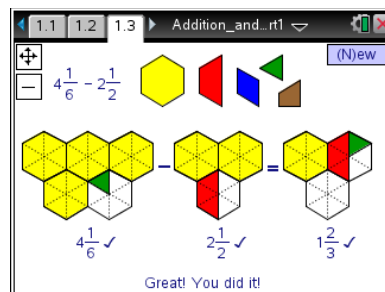 1.1 1.2 1.3 Addition_and...rt1
(N)ew
4 1/6 - 2 1/2
− =
4 1/6 ✓ 2 1/2 ✓ 1 2/3 ✓
Great! You did it!